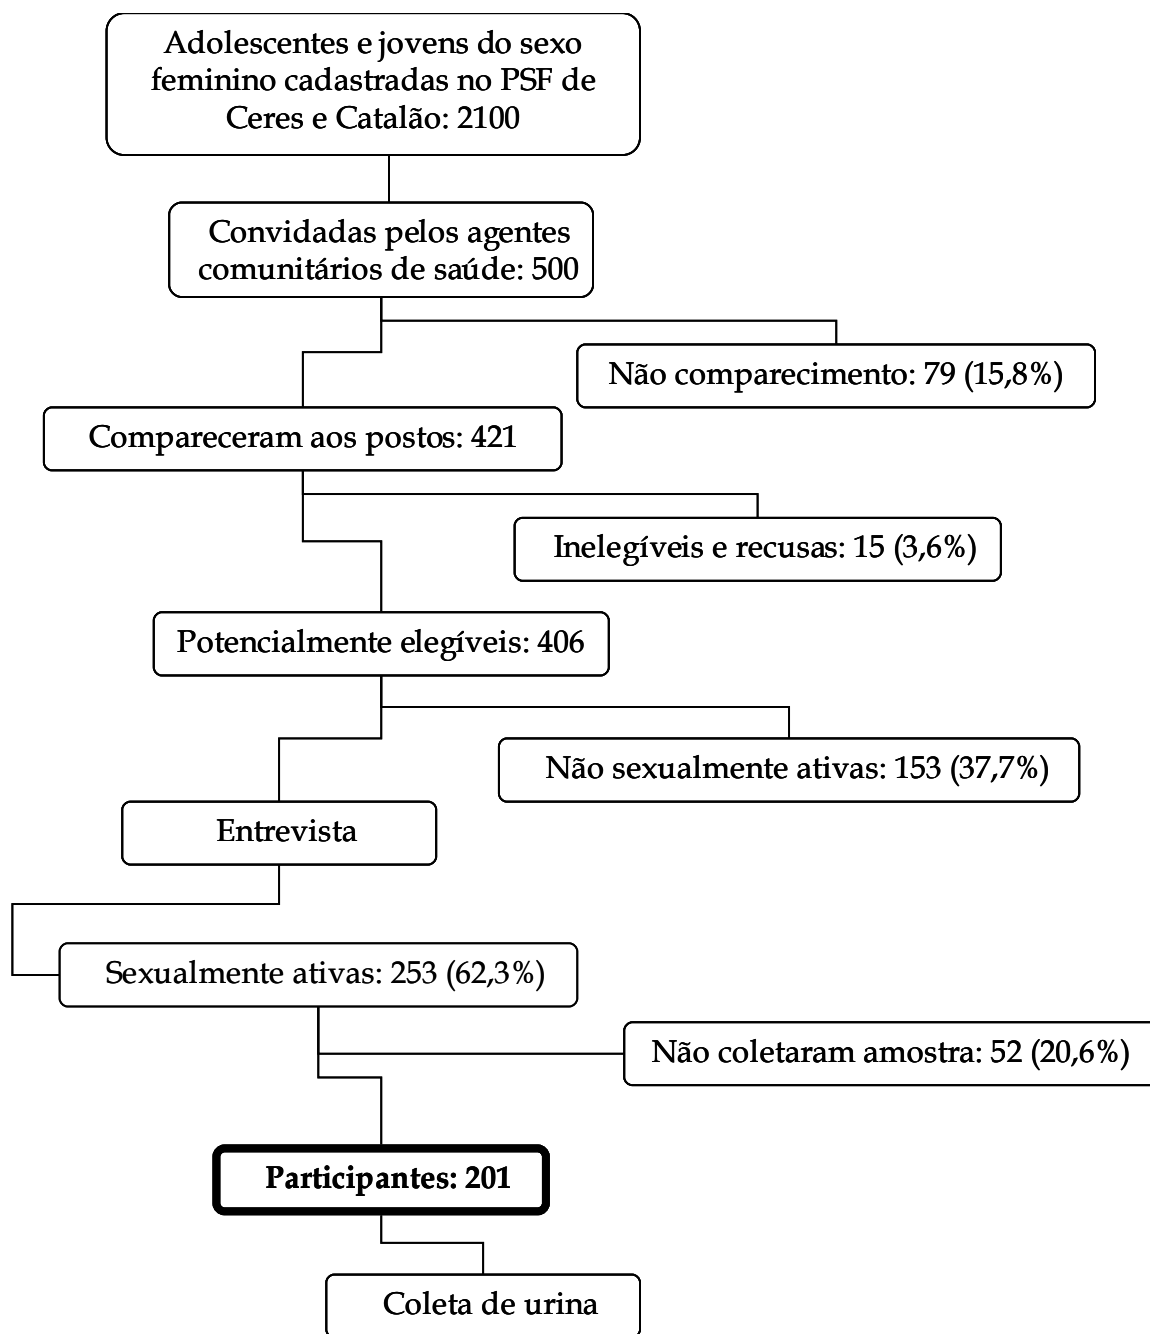 Adolescentes e jovens do sexo
feminino cadastradas no PSF de
Ceres e Catalão: 2100
Convidadas pelos agentes
comunitários de saúde: 500
Não comparecimento: 79 (15,8%)
Compareceram aos postos: 421
Inelegíveis e recusas: 15 (3,6%)
Potencialmente elegíveis: 406
Não sexualmente ativas: 153 (37,7%)
Entrevista
Sexualmente ativas: 253 (62,3%)
Não coletaram amostra: 52 (20,6%)
Participantes: 201
Coleta de urina